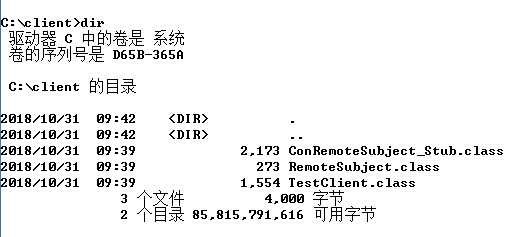 C:\client>dir
驱动器 C 中的卷是 系统
卷的序列号是 D65B-365A
C:\client 的目录
2018/10/31  09:42    <DIR>          .
2018/10/31  09:42    <DIR>          ..
2018/10/31  09:39             2,173 ConRemoteSubject_Stub.class
2018/10/31  09:39               273 RemoteSubject.class
2018/10/31  09:39             1,554 TestClient.class
3 个文件          4,000 字节
2 个目录 85,815,791,616 可用字节